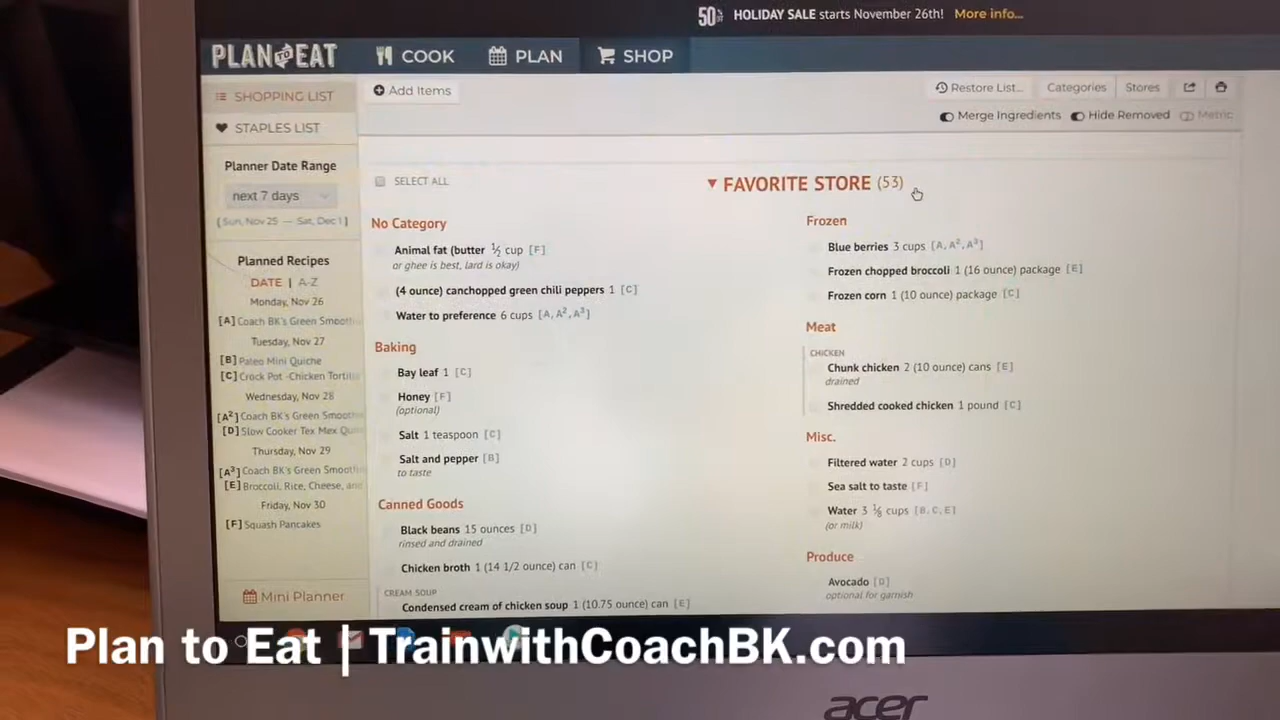 50% HOLIDAY SALE starts November 26th! More info...
PLAN TO EAT
COOK
PLAN
SHOP
SHOPPING LIST
STAPLES LIST
Planner Date Range
next 7 days
[Sun, Nov 25 — Sat, Dec 1]
Planned Recipes
DATE | A-Z
Monday, Nov 26
[A] Coach BK's Green Smooth
Tuesday, Nov 27
[B] Paleo Mini Quiche
[C] Crock Pot -Chicken Tortill
Wednesday, Nov 28
[A²] Coach BK's Green Smooth
[D] Slow Cooker Tex Mex Qui
Thursday, Nov 29
[A³] Coach BK's Green Smooth
[E] Broccoli, Rice, Cheese, and
Friday, Nov 30
[F] Squash Pancakes
Mini Planner
Add Items
Restore List...
Categories
Stores
Merge Ingredients
Hide Removed
Metric
SELECT ALL
FAVORITE STORE (53)
No Category
Animal fat (butter ½ cup [F]
or ghee is best, lard is okay)
(4 ounce) canchopped green chili peppers 1 [C]
Water to preference 6 cups [A, A², A³]
Baking
Bay leaf 1 [C]
Honey [F]
(optional)
Salt 1 teaspoon [C]
Salt and pepper [B]
to taste
Canned Goods
Black beans 15 ounces [D]
rinsed and drained
Chicken broth 1 (14 1/2 ounce) can [C]
CREAM SOUP
Condensed cream of chicken soup 1 (10.75 ounce) can [E]
Frozen
Blue berries 3 cups [A, A², A³]
Frozen chopped broccoli 1 (16 ounce) package [E]
Frozen corn 1 (10 ounce) package [C]
Meat
CHICKEN
Chunk chicken 2 (10 ounce) cans [E]
drained
Shredded cooked chicken 1 pound [C]
Misc.
Filtered water 2 cups [D]
Sea salt to taste [F]
Water 3 cups [B, C, E]
(or milk)
Produce
Avocado [D]
optional for garnish
Plan to Eat | TrainwithCoachBK.com
acer